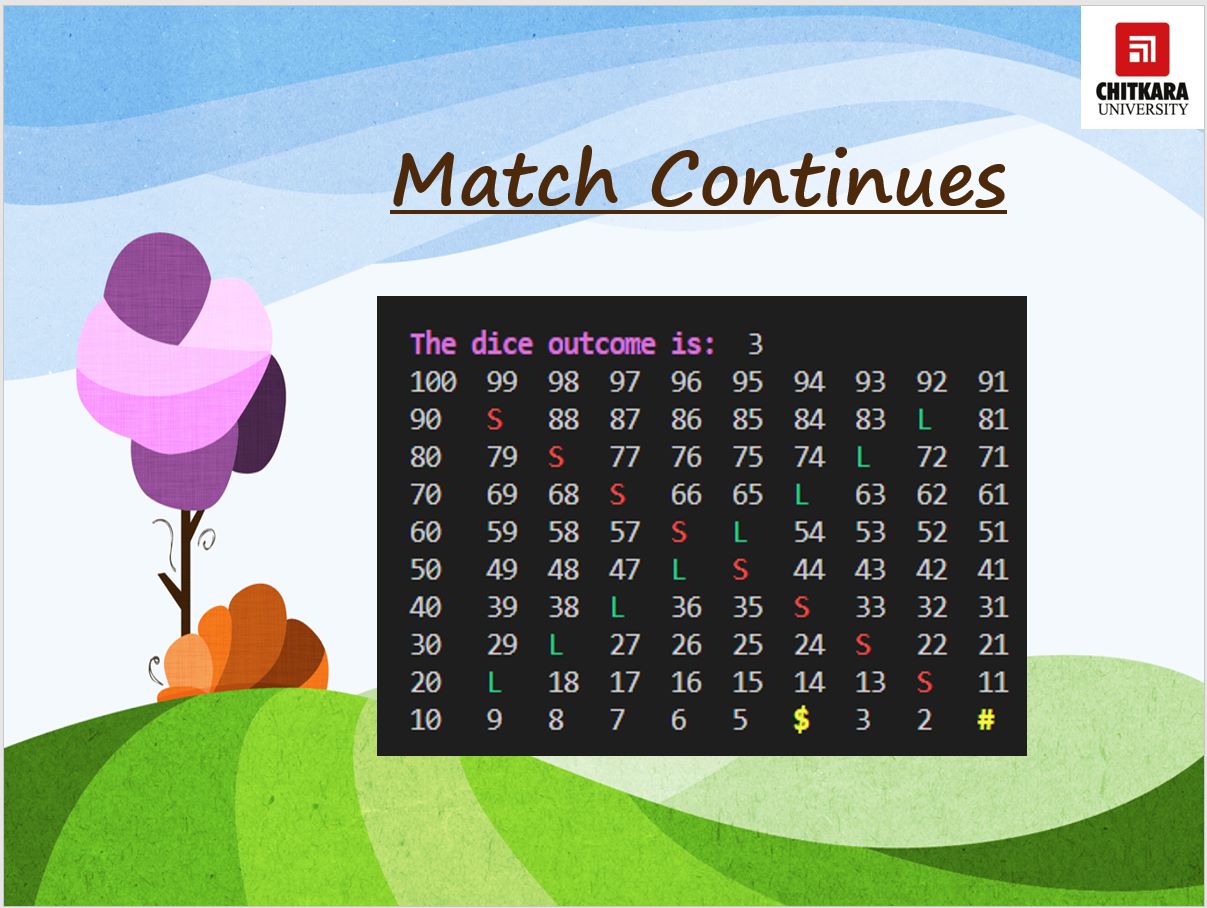 CHITKARA
UNIVERSITY
Match Continues
The dice outcome is: 3
100 99 98 97 96 95 94 93 92 91
90 S 88 87 86 85 84 83 L 81
80 79 S 77 76 75 74 L 72 71
70 69 68 S 66 65 L 63 62 61
60 59 58 57 S L 54 53 52 51
50 49 48 47 L S 44 43 42 41
40 39 38 L 36 35 S 33 32 31
30 29 L 27 26 25 24 S 22 21
20 L 18 17 16 15 14 13 S 11
10 9 8 7 6 5 $ 3 2 #